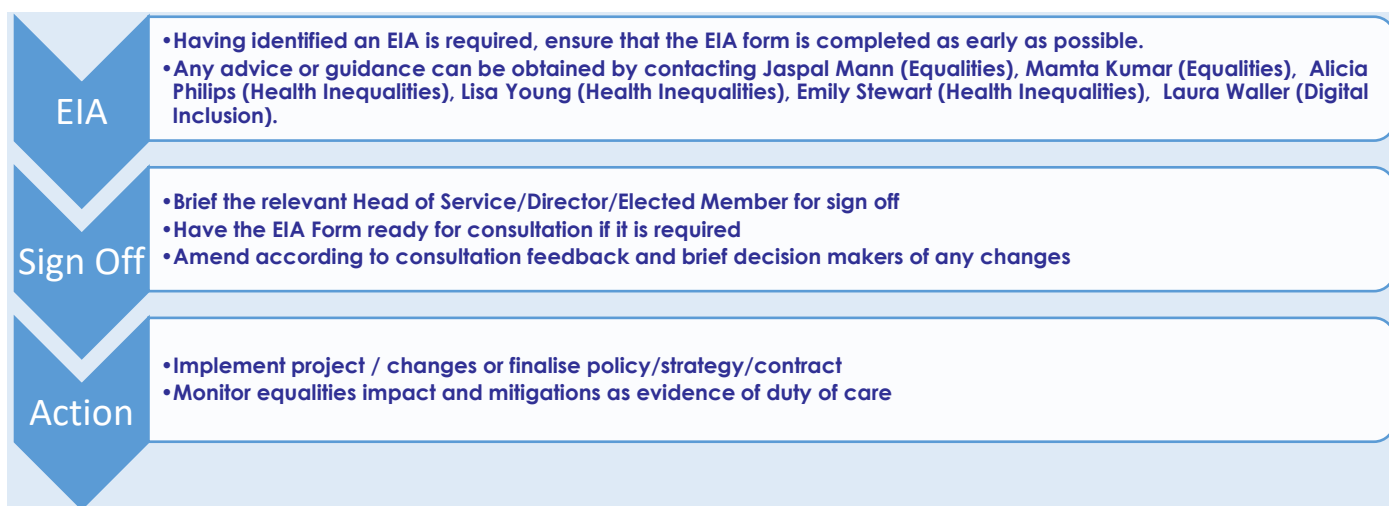 EIA
•Having identified an EIA is required, ensure that the EIA form is completed as early as possible.
•Any advice or guidance can be obtained by contacting Jaspal Mann (Equalities), Mamta Kumar (Equalities), Alicia
Philips (Health Inequalities), Lisa Young (Health Inequalities), Emily Stewart (Health Inequalities), Laura Waller (Digital
Inclusion).
Sign Off
•Brief the relevant Head of Service/Director/Elected Member for sign off
•Have the EIA Form ready for consultation if it is required
•Amend according to consultation feedback and brief decision makers of any changes
Action
•Implement project / changes or finalise policy/strategy/contract
•Monitor equalities impact and mitigations as evidence of duty of care